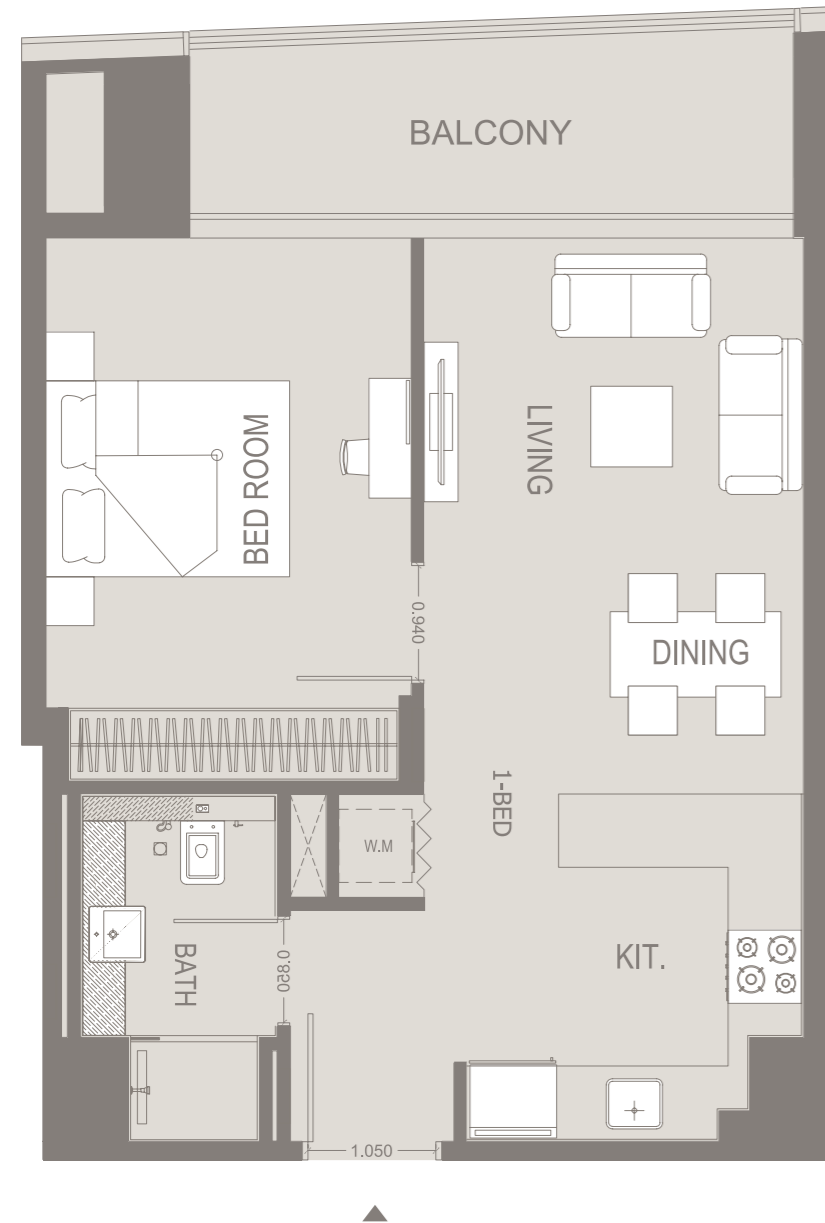 BALCONY
LIVING
BED ROOM
0.940
DINING
1-BED
W.M
KIT.
BATH
0.850
1.050